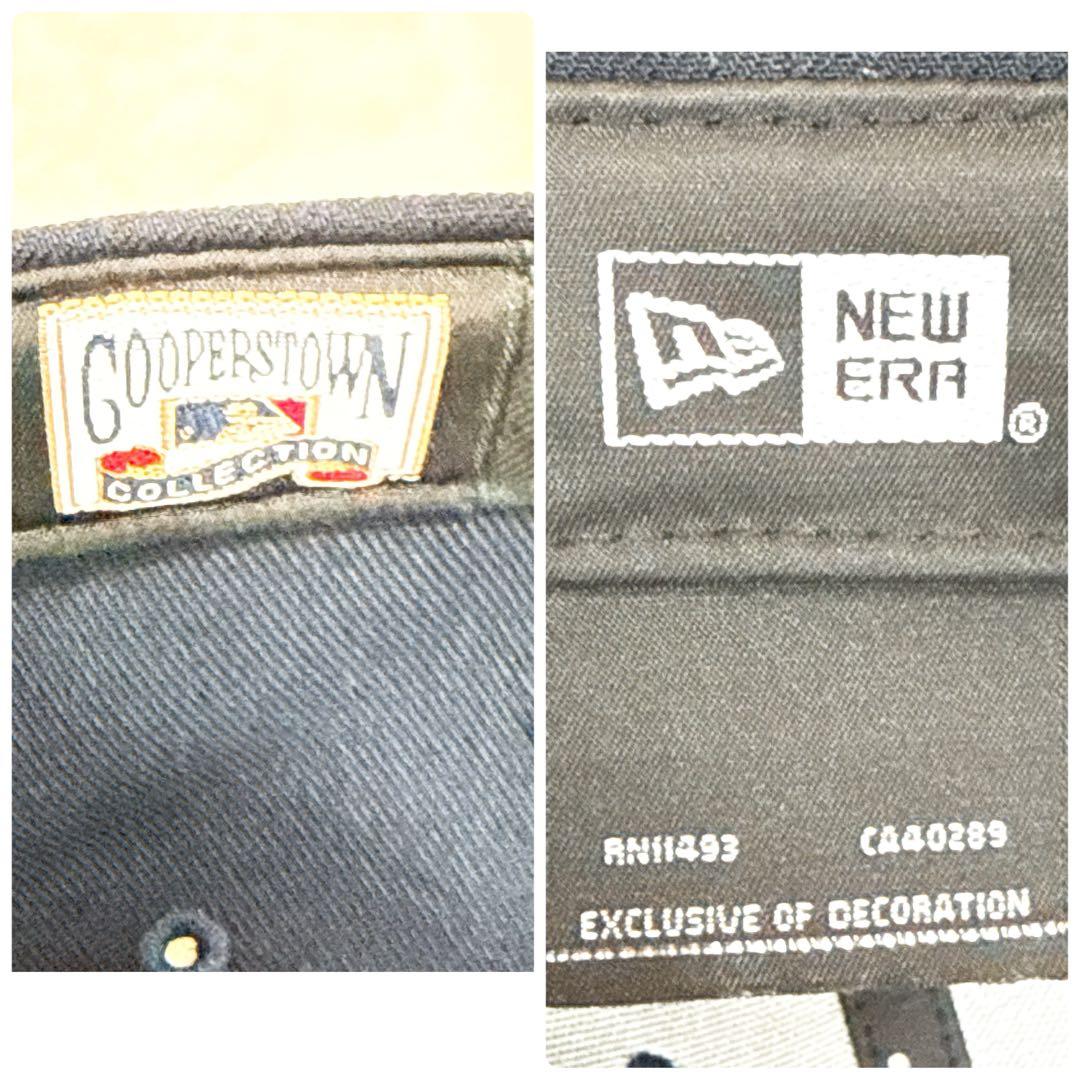 COOPERSTOWN
COLLECTION
NEW
ERA
®
RN11493 CA40289
EXCLUSIVE OF DECORATION